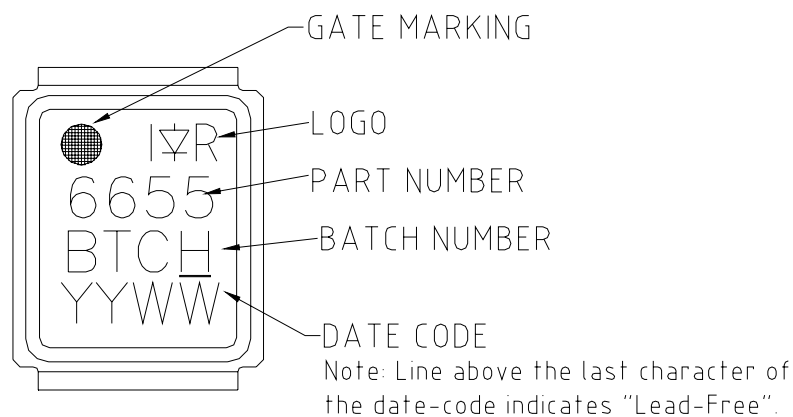 GATE MARKING
I R
LOGO
6655
PART NUMBER
BTCH
BATCH NUMBER
YYWW
DATE CODE
Note: Line above the last character of
the date-code indicates "Lead-Free".